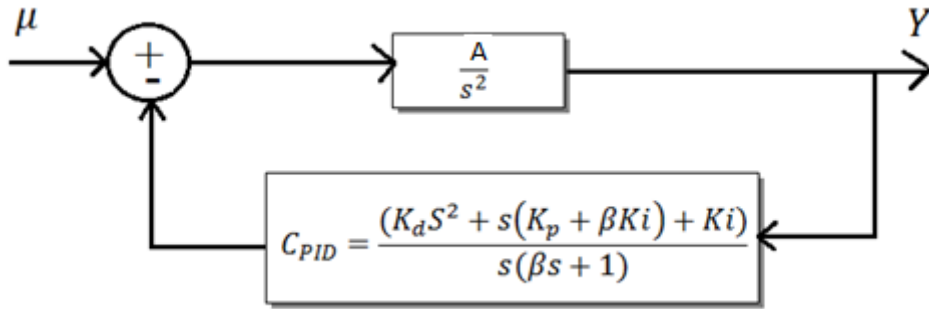 μ
Y
+
-
A
s²
C_PID = (K_d S² + s(K_p + βKi) + Ki)
s(βs + 1)